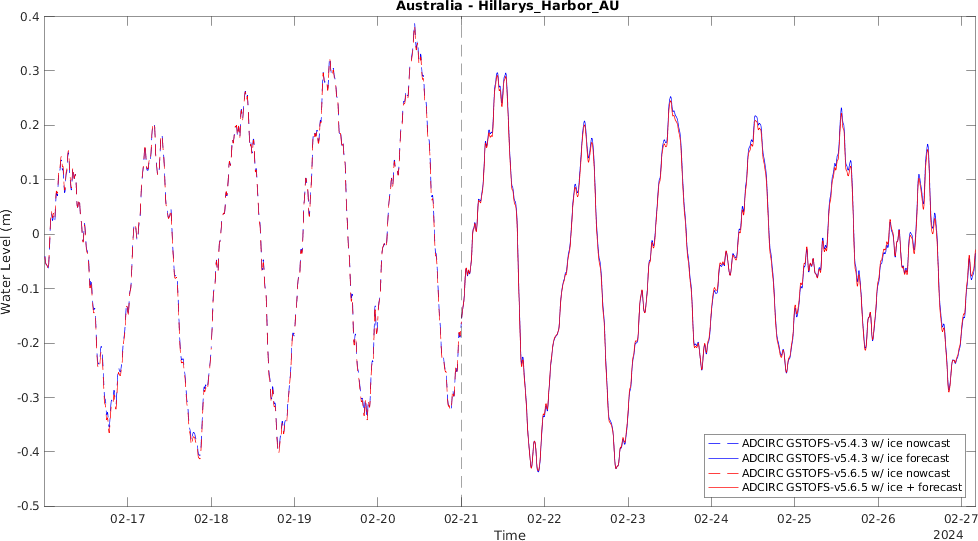 Australia - Hillarys_Harbor_AU
0.4
0.3
0.2
0.1
0
-0.1
-0.2
-0.3
-0.4
-0.5
Water Level (m)
ADCIRC GSTOFS-v5.4.3 w/ ice nowcast
ADCIRC GSTOFS-v5.4.3 w/ ice forecast
ADCIRC GSTOFS-v5.6.5 w/ ice nowcast
ADCIRC GSTOFS-v5.6.5 w/ ice + forecast
02-17 02-18 02-19 02-20 02-21 02-22 02-23 02-24 02-25 02-26 02-27
Time
2024